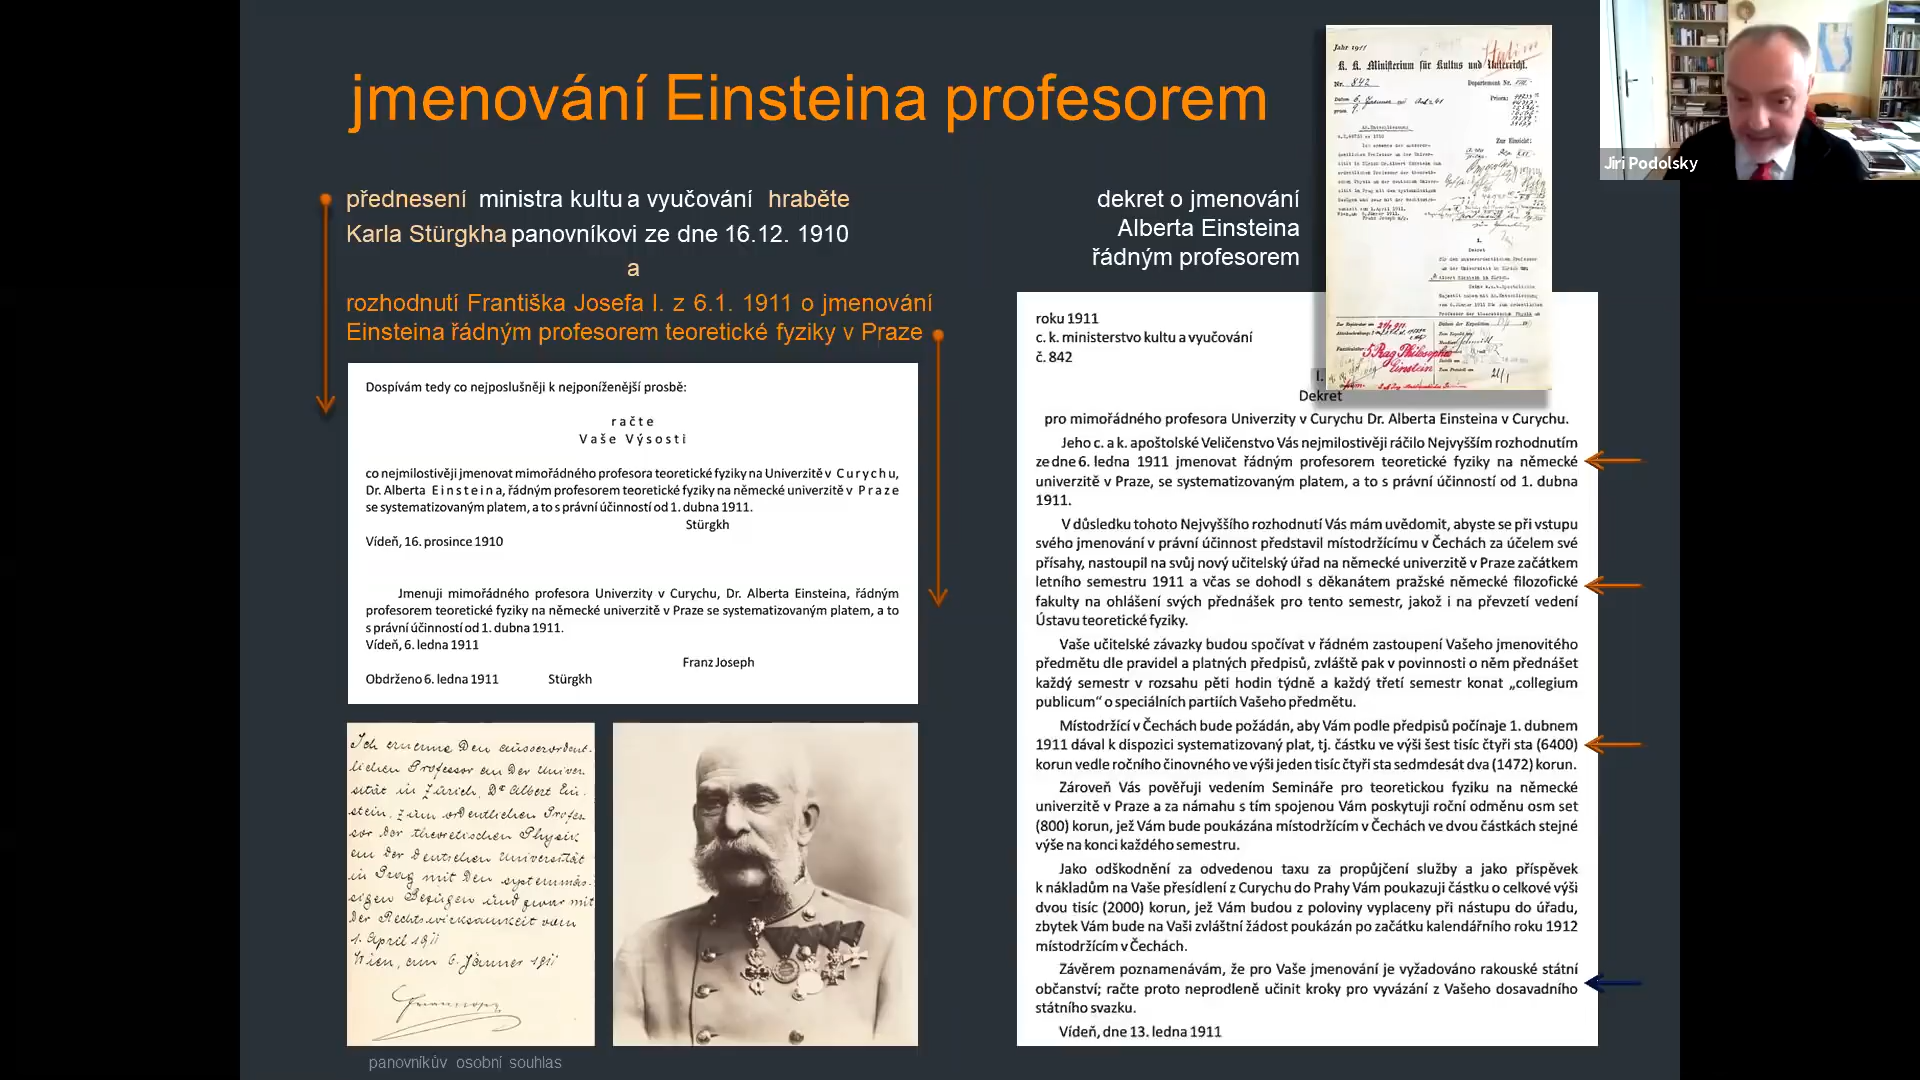 jmenování Einsteina profesorem
přednesení ministra kultu a vyučování hraběte
Karla Stürgkha panovníkovi ze dne 16.12. 1910
a
rozhodnutí Františka Josefa I. z 6.1. 1911 o jmenování
Einsteina řádným profesorem teoretické fyziky v Praze
Dospívám tedy co nejposlušněji k nejponíženější prosbě:
račte
Vaše Výsosti
co nejmilostivěji jmenovat mimořádného profesora teoretické fyziky na Univerzitě v Curychu,
Dr. Alberta Einsteina, řádným profesorem teoretické fyziky na německé univerzitě v Praze
se systematizovaným platem, a to s právní účinností od 1. dubna 1911.
Stürgkh
Vídeň, 16. prosince 1910
Jmenuji mimořádného profesora Univerzity v Curychu, Dr. Alberta Einsteina, řádným
profesorem teoretické fyziky na německé univerzitě v Praze se systematizovaným platem, a to
s právní účinností od 1. dubna 1911.
Vídeň, 6. ledna 1911
Franz Joseph
Obdrženo 6. ledna 1911 Stürgkh
Ich ernenne den ausserordent-
lichen Professor an der Univer-
sität in Zürich, Dr Albert Ein-
stein, zum ordentlichen Profes-
sor der theoretischen Physik
an der deutschen Universität
in Prag mit den systemmäs-
sigen Bezügen und zwar mit
der Rechtswirksamkeit vom
1. April 1911
Wien, am 6. Jänner 1911
panovníkův osobní souhlas
dekret o jmenování
Alberta Einsteina
řádným profesorem
Jahr 1911
K. K. Ministerium für Kultus und Unterricht.
Nr. 842
Departement Nr.
Zur Einsicht:
5 Prag Philosophie
Einstein
roku 1911
c. k. ministerstvo kultu a vyučování
č. 842
I.
Dekret
pro mimořádného profesora Univerzity v Curychu Dr. Alberta Einsteina v Curychu.
Jeho c. a k. apoštolské Veličenstvo Vás nejmilostivěji ráčilo Nejvyšším rozhodnutím
ze dne 6. ledna 1911 jmenovat řádným profesorem teoretické fyziky na německé
univerzitě v Praze, se systematizovaným platem, a to s právní účinností od 1. dubna
1911.
V důsledku tohoto Nejvyššího rozhodnutí Vás mám uvědomit, abyste se při vstupu
svého jmenování v právní účinnost představil místodržícímu v Čechách za účelem své
přísahy, nastoupil na svůj nový učitelský úřad na německé univerzitě v Praze začátkem
letního semestru 1911 a včas se dohodl s děkanátem pražské německé filozofické
fakulty na ohlášení svých přednášek pro tento semestr, jakož i na převzetí vedení
Ústavu teoretické fyziky.
Vaše učitelské závazky budou spočívat v řádném zastoupení Vašeho jmenovitého
předmětu dle pravidel a platných předpisů, zvláště pak v povinnosti o něm přednášet
každý semestr v rozsahu pěti hodin týdně a každý třetí semestr konat „collegium
publicum“ o speciálních partiích Vašeho předmětu.
Místodržící v Čechách bude požádán, aby Vám podle předpisů počínaje 1. dubnem
1911 dával k dispozici systematizovaný plat, tj. částku ve výši šest tisíc čtyři sta (6400)
korun vedle ročního činovného ve výši jeden tisíc čtyři sta sedmdesát dva (1472) korun.
Zároveň Vás pověřuji vedením Semináře pro teoretickou fyziku na německé
univerzitě v Praze a za námahu s tím spojenou Vám poskytuji roční odměnu osm set
(800) korun, jež Vám bude poukázána místodržícím v Čechách ve dvou částkách stejné
výše na konci každého semestru.
Jako odškodnění za odvedenou taxu za propůjčení služby a jako příspěvek
k nákladům na Vaše přesídlení z Curychu do Prahy Vám poukazuji částku o celkové výši
dvou tisíc (2000) korun, jež Vám budou z poloviny vyplaceny při nástupu do úřadu,
zbytek Vám bude na Vaši zvláštní žádost poukázán po začátku kalendářního roku 1912
místodržícím v Čechách.
Závěrem poznamenávám, že pro Vaše jmenování je vyžadováno rakouské státní
občanství; račte proto neprodleně učinit kroky pro vyvázání z Vašeho dosavadního
státního svazku.
Vídeň, dne 13. ledna 1911
Jiri Podolsky